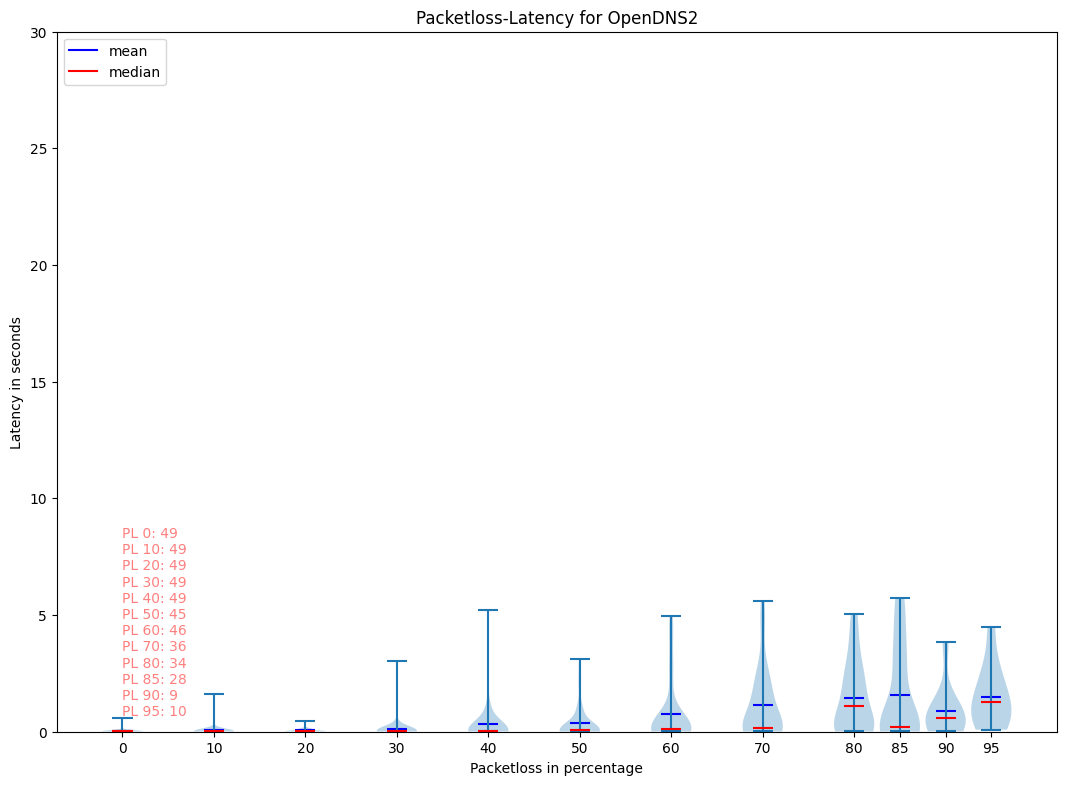 Packetloss-Latency for OpenDNS2
30
mean
median
25
20
15
10
5
0
Latency in seconds
PL 0: 49
PL 10: 49
PL 20: 49
PL 30: 49
PL 40: 49
PL 50: 45
PL 60: 46
PL 70: 36
PL 80: 34
PL 85: 28
PL 90: 9
PL 95: 10
0 10 20 30 40 50 60 70 80 85 90 95
Packetloss in percentage